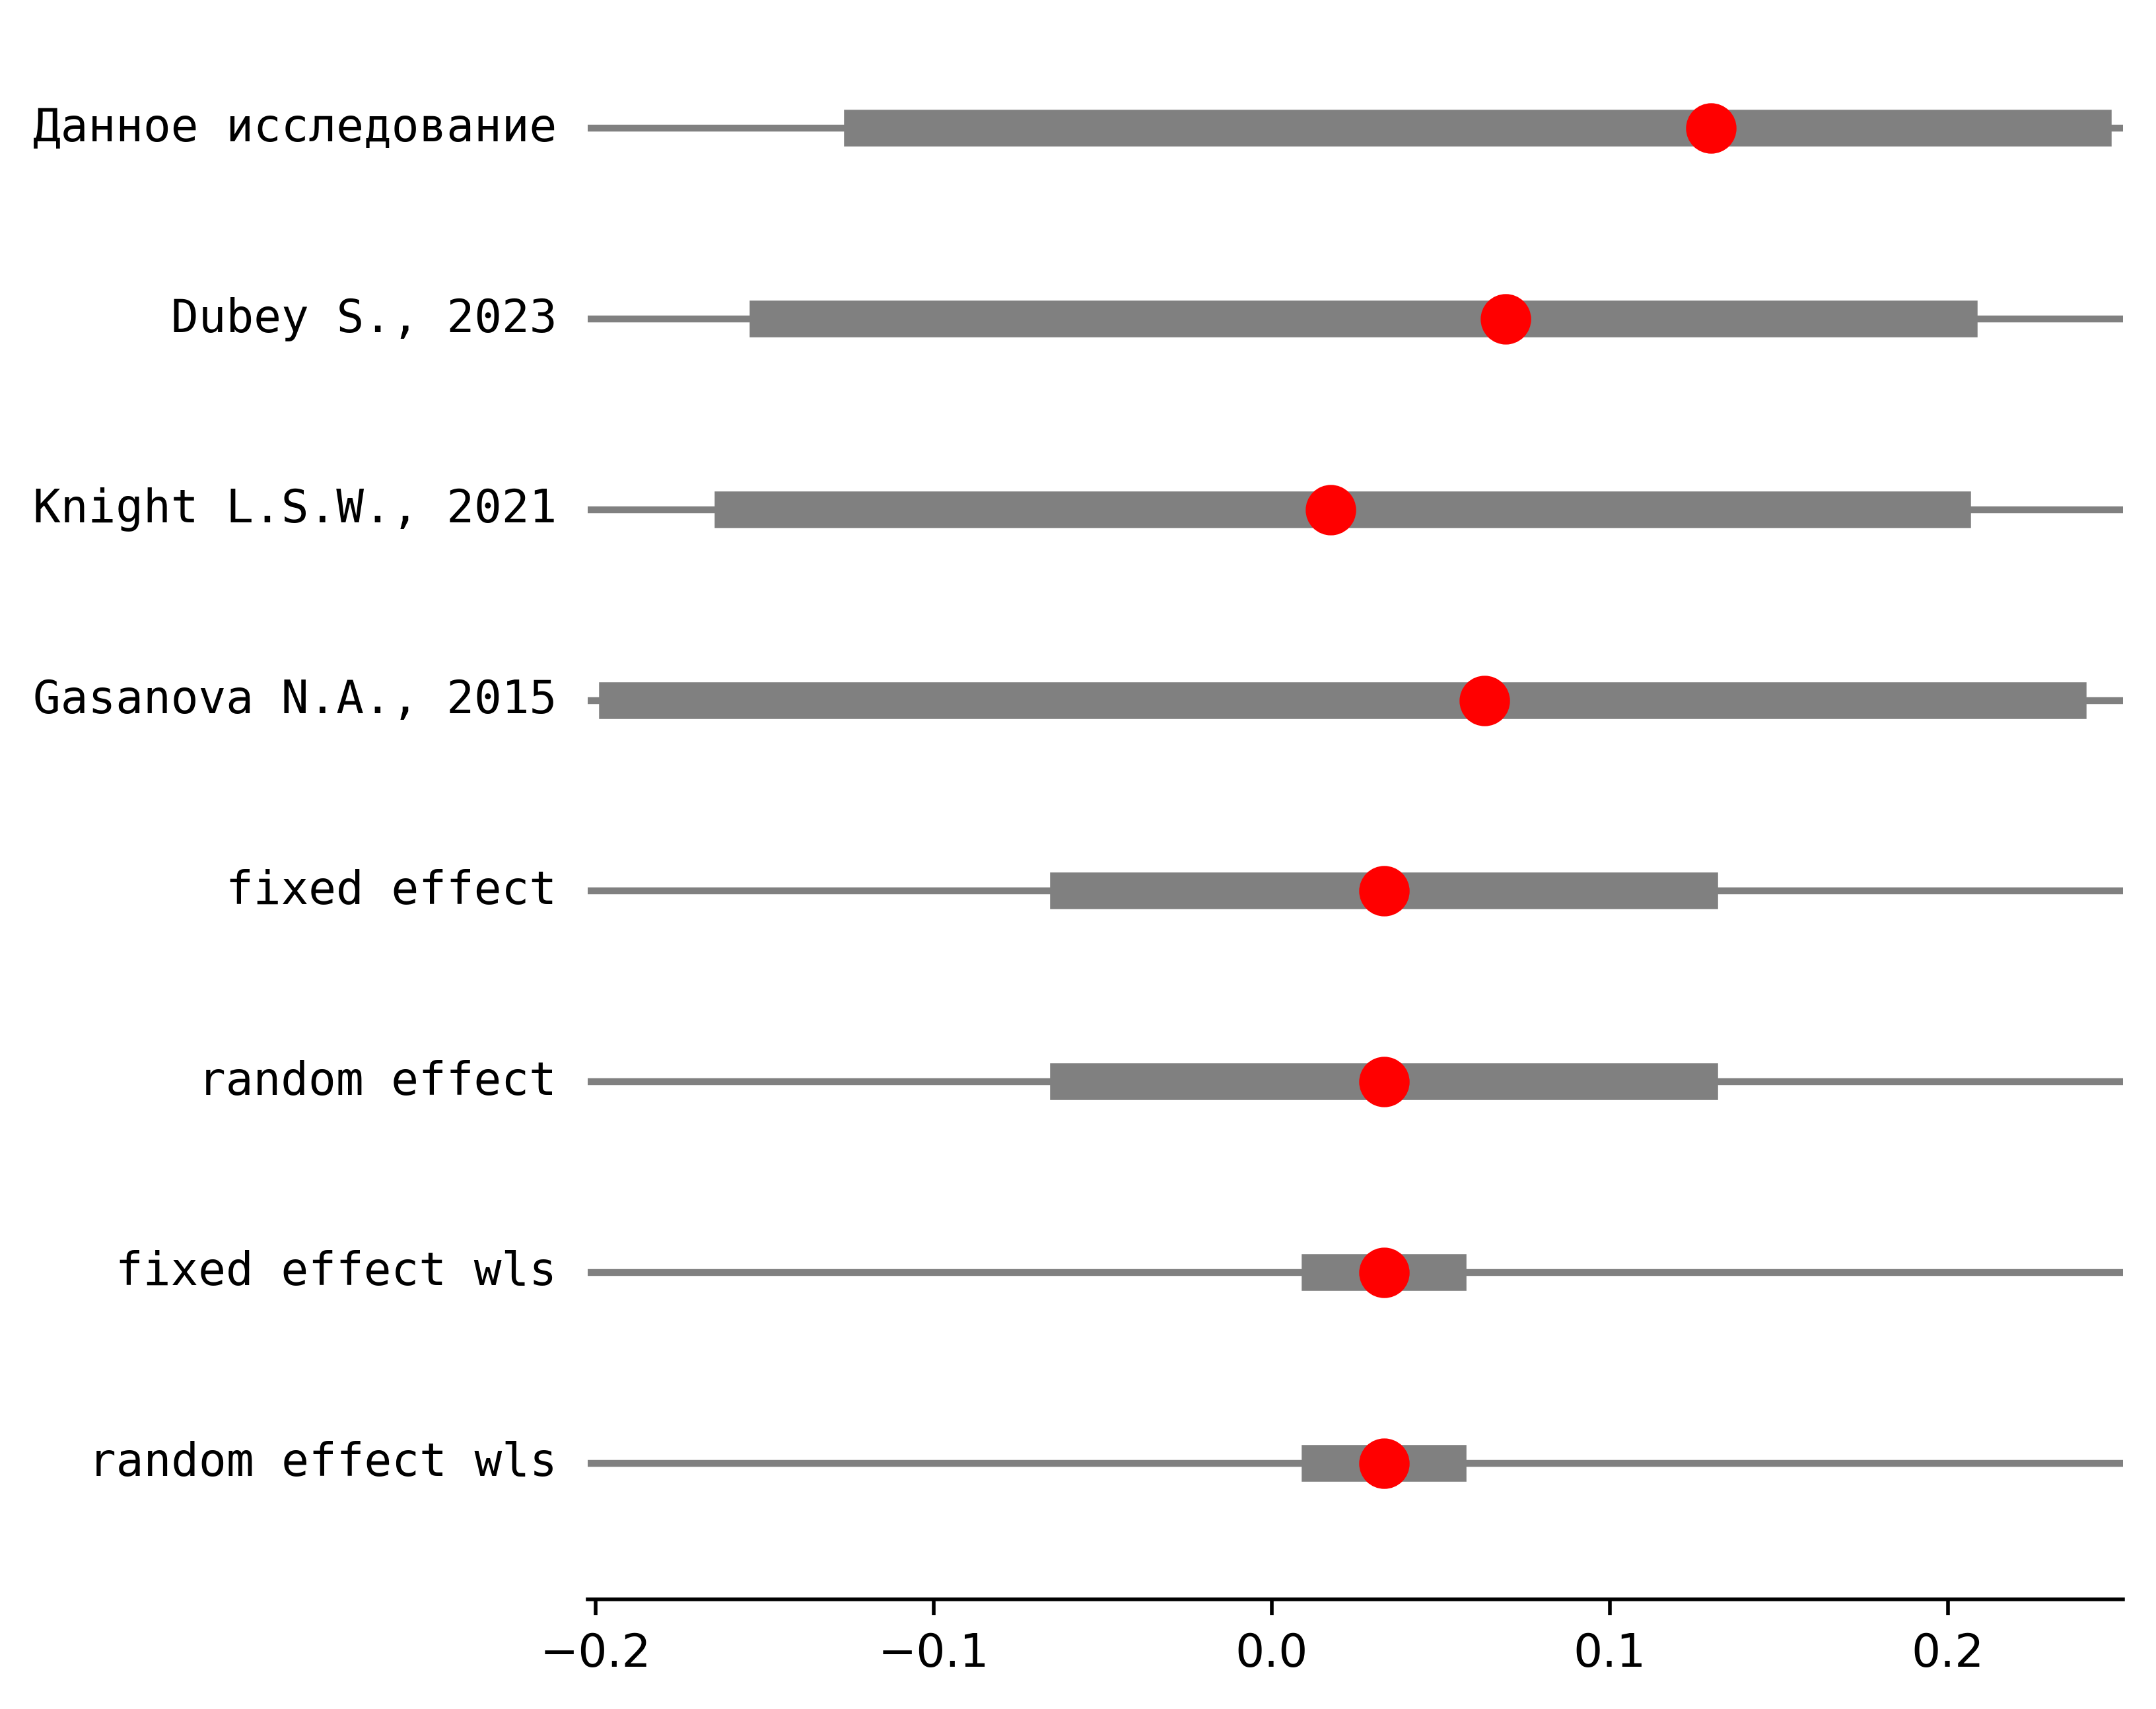 Данное исследование
Dubey S., 2023
Knight L.S.W., 2021
Gasanova N.A., 2015
fixed effect
random effect
fixed effect wls
random effect wls
−0.2 −0.1 0.0 0.1 0.2